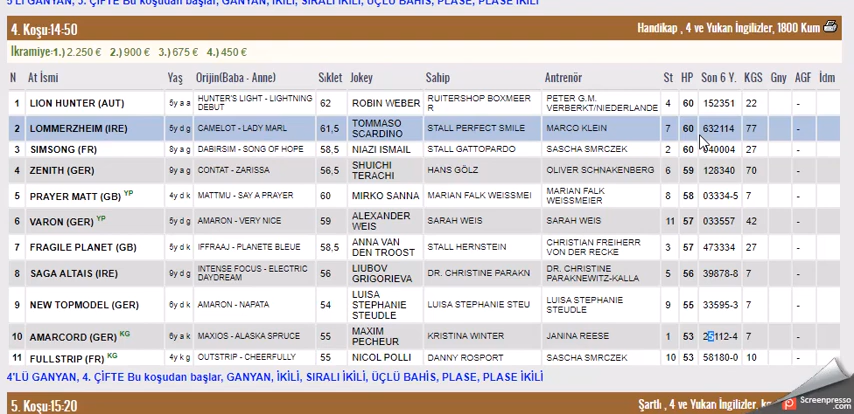 5'Lİ GANYAN, 5. ÇİFTE Bu koşudan başlar, GANYAN, İKİLİ, SIRALI İKİLİ, ÜÇLÜ BAHİS, PLASE, PLASE İKİLİ
4. Koşu:14-50 Handikap , 4 ve Yukarı İngilizler, 1800 Kum
İkramiye:1.) 2.250 € 2.) 900 € 3.) 675 € 4.) 450 €
N At İsmi Yaş Orijin(Baba - Anne) Sıklet Jokey Sahip Antrenör St HP Son 6 Y. KGS Gny AGF İdm
1 LION HUNTER (AUT) 5y a a HUNTER'S LIGHT - LIGHTNING DEBUT 62 ROBIN WEBER RUITERSHOP BOXMEER R PETER G.M. VERBERKT/NIEDERLANDE 4 60 152351 22 -
2 LOMMERZHEIM (IRE) 5y d g CAMELOT - LADY MARL 61,5 TOMMASO SCARDINO STALL PERFECT SMILE MARCO KLEIN 7 60 632114 77 -
3 SIMSONG (FR) 8y a g DABIRSIM - SONG OF HOPE 58,5 NIAZI ISMAIL STALL GATTOPARDO SASCHA SMRCZEK 2 60 040004 27 -
4 ZENITH (GER) 9y a g CONTAT - ZARISSA 56,5 SHUICHI TERACHI HANS GÖLZ OLIVER SCHNAKENBERG 6 59 128340 70 -
5 PRAYER MATT (GB) YP 4y d k MATTMU - SAY A PRAYER 60 MIRKO SANNA MARIAN FALK WEISSMEI MARIAN FALK WEISSMEIER 8 58 03334-5 7 -
6 VARON (GER) YP 5y d g AMARON - VERY NICE 59 ALEXANDER WEIS SARAH WEIS SARAH WEIS 11 57 033557 42 -
7 FRAGILE PLANET (GB) 5y d k IFFRAAJ - PLANETE BLEUE 58,5 ANNA VAN DEN TROOST STALL HERNSTEIN CHRISTIAN FREIHERR VON DER RECKE 3 57 473334 27 -
8 SAGA ALTAIS (IRE) 9y d g INTENSE FOCUS - ELECTRIC DAYDREAM 56 LIUBOV GRIGORIEVA DR. CHRISTINE PARAKN DR. CHRISTINE PARAKNEWITZ-KALLA 5 56 39878-8 7 -
9 NEW TOPMODEL (GER) 6y d k AMARON - NAPATA 54 LUISA STEPHANIE STEUDLE LUISA STEPHANIE STEU LUISA STEPHANIE STEUDLE 9 55 33595-3 7 -
10 AMARCORD (GER) KG 6y a k MAXIOS - ALASKA SPRUCE 55 MAXIM PECHEUR KRISTINA WINTER JANINA REESE 1 53 25112-4 7 -
11 FULLSTRIP (FR) KG 4y k g OUTSTRIP - CHEERFULLY 55 NICOL POLLI DANNY ROSPORT SASCHA SMRCZEK 10 53 58180-0 10 -
4'LÜ GANYAN, 4. ÇİFTE Bu koşudan başlar, GANYAN, İKİLİ, SIRALI İKİLİ, ÜÇLÜ BAHİS, PLASE, PLASE İKİLİ
5. Koşu:15-20 Şartlı , 4 ve Yukarı İngilizler,
Screenpresso
.com